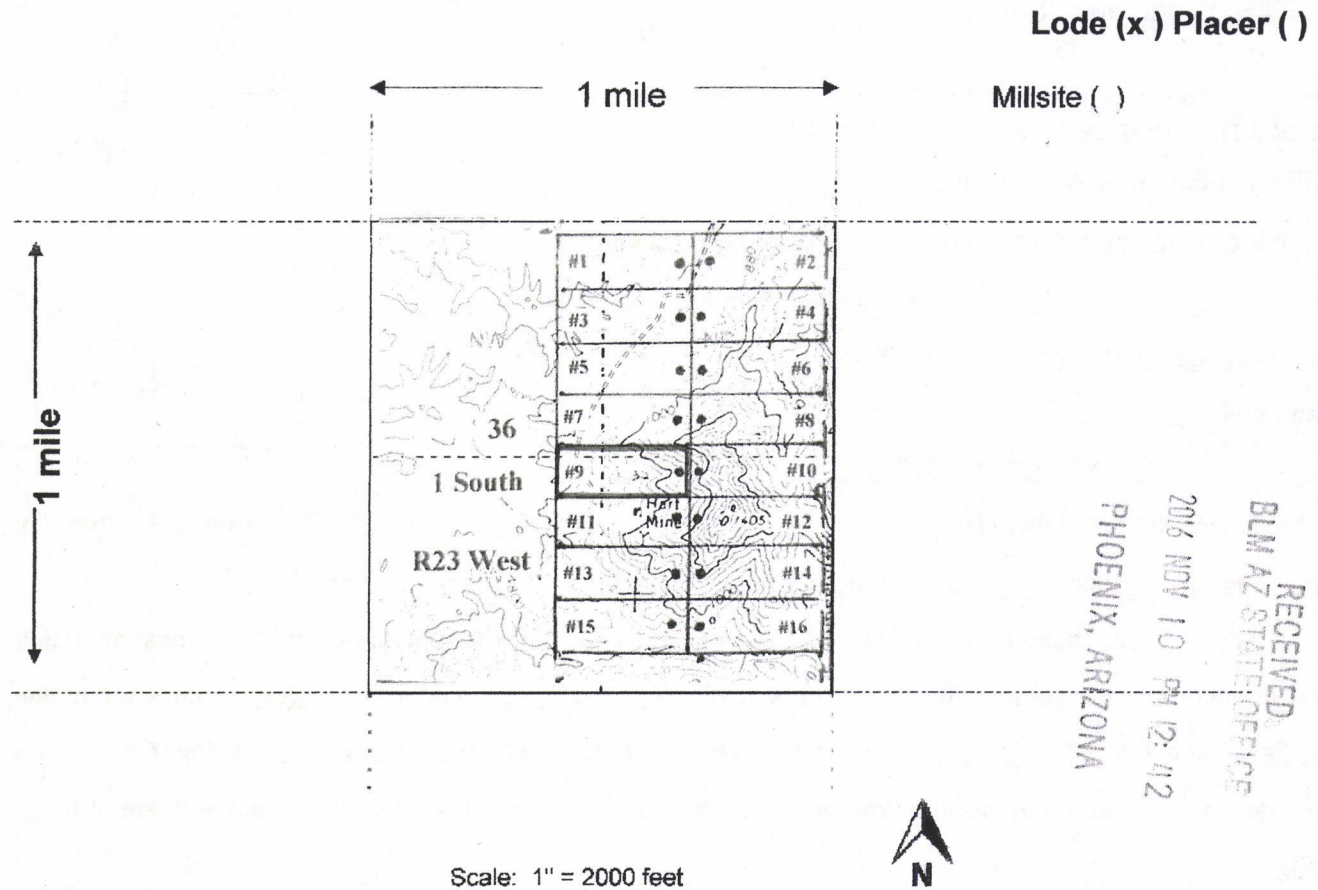 Lode (x ) Placer ( )
1 mile
Millsite ( )
1 mile
#1
#2
#3
#4
#5
#6
#7
#8
36
#9
#10
1 South
Hart
Mine
#11
1405
#12
R23 West
#13
#14
#15
#16
RECEIVED
BLM AZ STATE OFFICE
2016 NOV 10 PM 12:42
PHOENIX, ARIZONA
Scale: 1" = 2000 feet
N